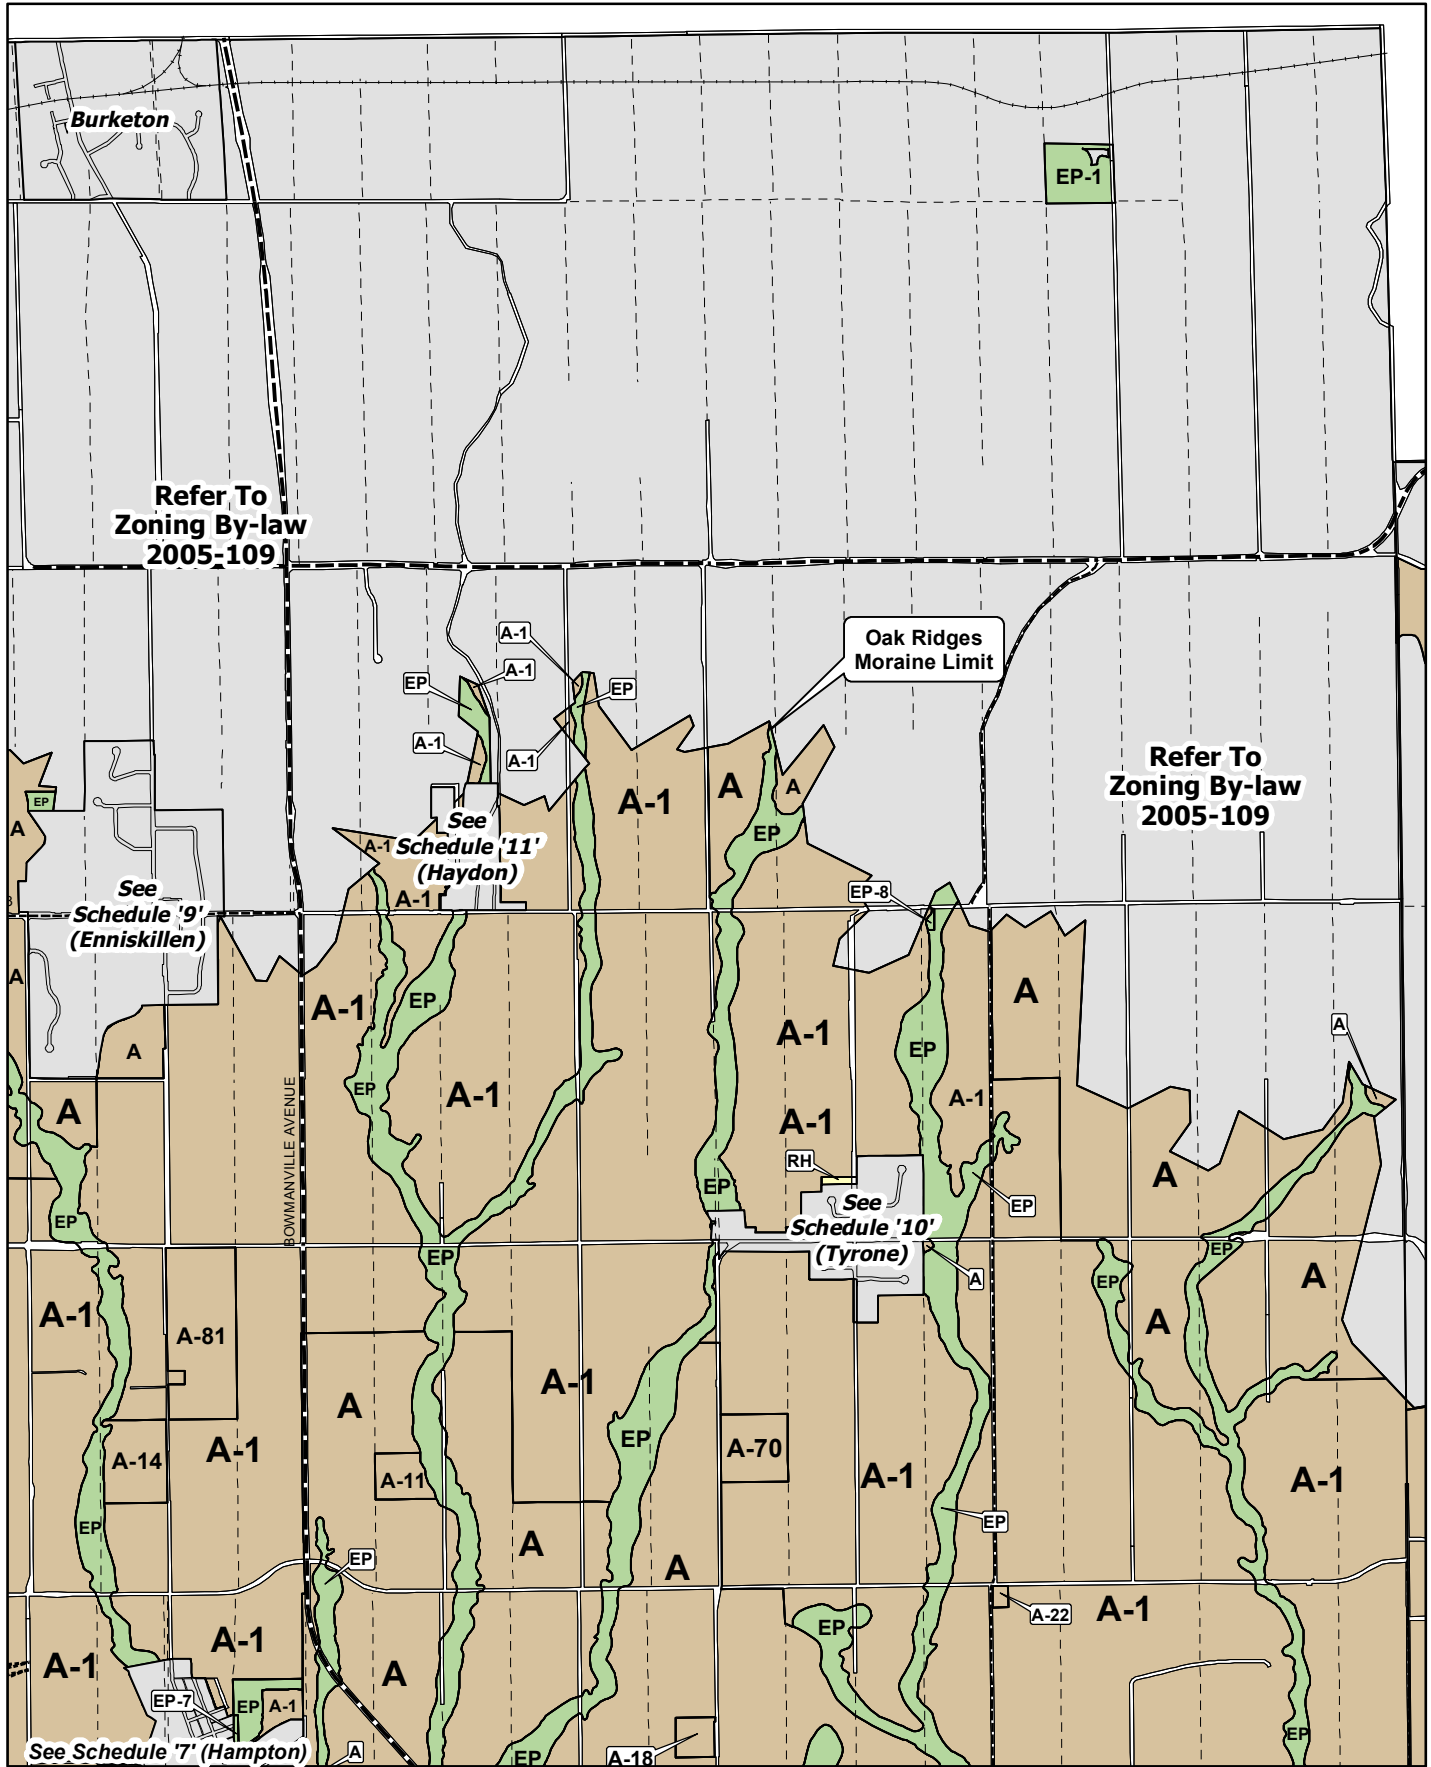 Burketon
EP-1
Refer To
Zoning By-law
2005-109
Oak Ridges
Moraine Limit
A-1
A-1
EP
EP
A-1
A-1
Refer To
Zoning By-law
2005-109
EP
A
A-1
A
A
EP
See
Schedule '11'
(Haydon)
A-1
A-1
See
Schedule '9'
(Enniskillen)
EP-8
A
A-1
EP
A
A-1
A
EP
A
EP
A-1
A-1
A
A-1
BOWMANVILLE AVENUE
RH
EP
A
EP
See
Schedule '10'
(Tyrone)
EP
EP
EP
A
EP
A
A-1
A-81
A
A-1
A
EP
A-70
A-1
A-14
A-1
A-11
A-1
EP
EP
A
EP
A
A-22
A-1
EP
A-1
A-1
A
EP-7
EP
A-1
EP
See Schedule '7' (Hampton)
A
EP
A-18